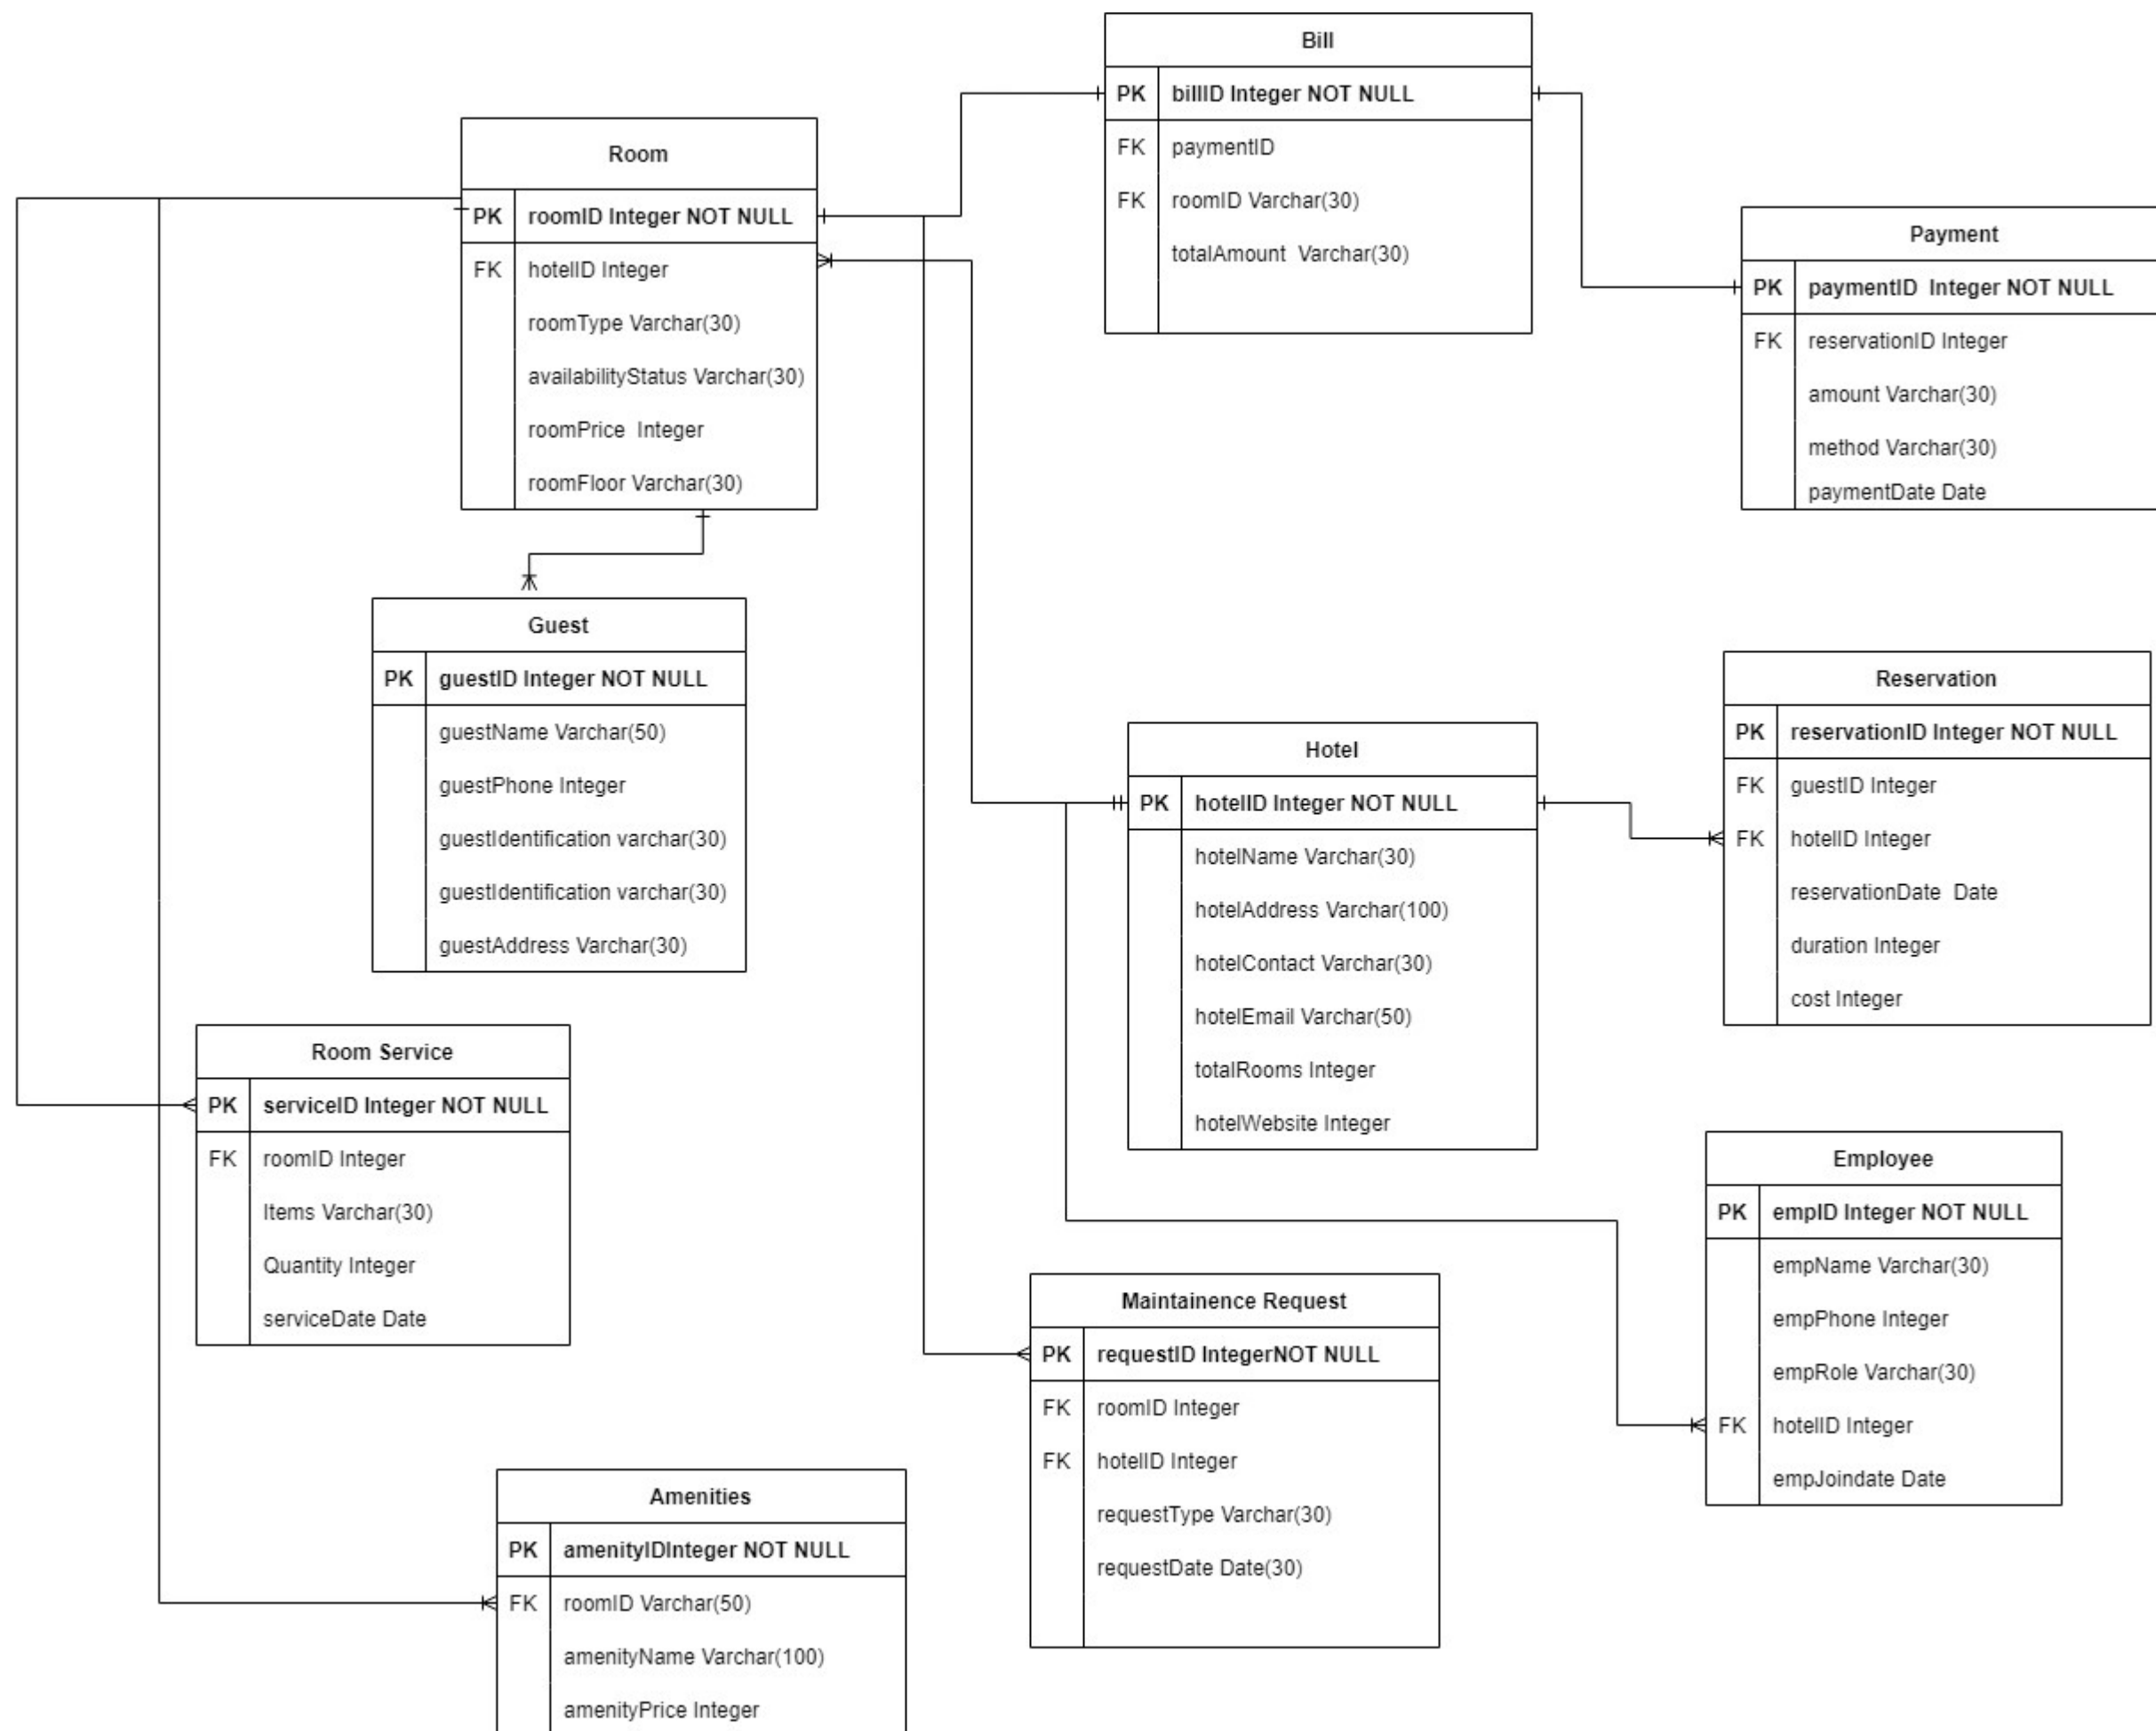 Bill
PK billID Integer NOT NULL
FK paymentID
FK roomID Varchar(30)
totalAmount Varchar(30)
Room
PK roomID Integer NOT NULL
FK hotelID Integer
roomType Varchar(30)
availabilityStatus Varchar(30)
roomPrice Integer
roomFloor Varchar(30)
Payment
PK paymentID Integer NOT NULL
FK reservationID Integer
amount Varchar(30)
method Varchar(30)
paymentDate Date
Guest
PK guestID Integer NOT NULL
guestName Varchar(50)
guestPhone Integer
guestIdentification varchar(30)
guestIdentification varchar(30)
guestAddress Varchar(30)
Hotel
PK hotelID Integer NOT NULL
hotelName Varchar(30)
hotelAddress Varchar(100)
hotelContact Varchar(30)
hotelEmail Varchar(50)
totalRooms Integer
hotelWebsite Integer
Reservation
PK reservationID Integer NOT NULL
FK guestID Integer
FK hotelID Integer
reservationDate Date
duration Integer
cost Integer
Room Service
PK serviceID Integer NOT NULL
FK roomID Integer
Items Varchar(30)
Quantity Integer
serviceDate Date
Employee
PK empID Integer NOT NULL
empName Varchar(30)
empPhone Integer
empRole Varchar(30)
FK hotelID Integer
empJoindate Date
Maintainence Request
PK requestID IntegerNOT NULL
FK roomID Integer
FK hotelID Integer
requestType Varchar(30)
requestDate Date(30)
Amenities
PK amenityIDInteger NOT NULL
FK roomID Varchar(50)
amenityName Varchar(100)
amenityPrice Integer